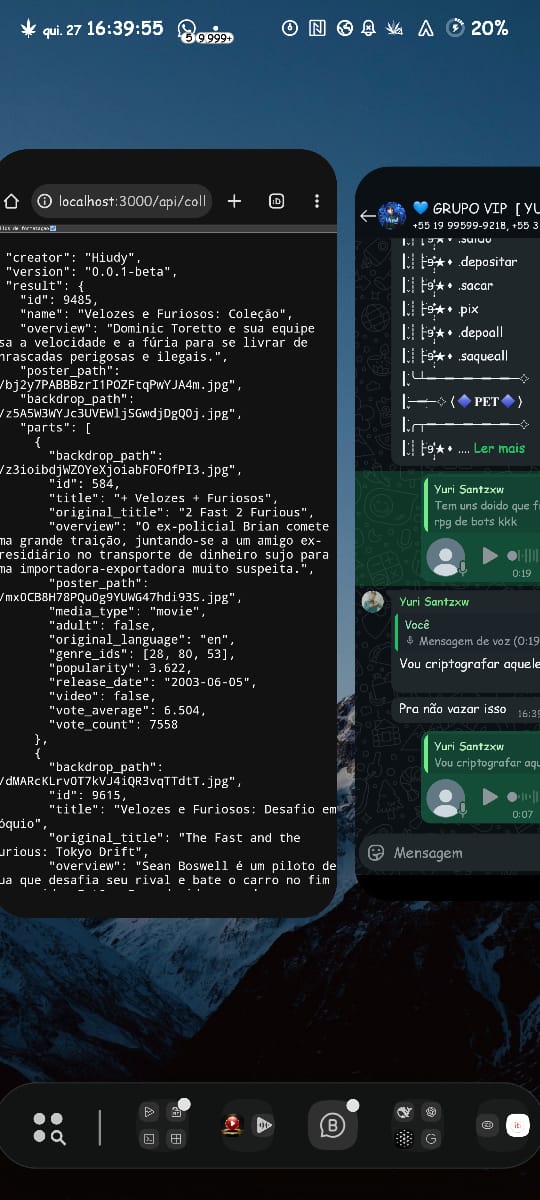 qui. 27 16:39:55
5
9.999+
20%
localhost:3000/api/coll
"creator": "Hiudy",
"version": "0.0.1-beta",
"result": {
"id": 9485,
"name": "Velozes e Furiosos: Coleção",
"overview": "Dominic Toretto e sua equipe
sa a velocidade e a fúria para se livrar de
nrascadas perigosas e ilegais.",
"poster_path":
/bj2y7PABBBzrI1POZFtqPwYJA4m.jpg",
"backdrop_path":
/z5A5W3WYJc3UVEWljSGwdjDgQ0j.jpg",
"parts": [
{
"backdrop_path":
/z3ioibdjWZOYeXjoiabFOFOfPI3.jpg",
"id": 584,
"title": "+ Velozes + Furiosos",
"original_title": "2 Fast 2 Furious",
"overview": "O ex-policial Brian comete
ma grande traição, juntando-se a um amigo ex-
residiário no transporte de dinheiro sujo para
ma importadora-exportadora muito suspeita.",
"poster_path":
/mxOCB8H78PQuOg9YUWG47hdi93S.jpg",
"media_type": "movie",
"adult": false,
"original_language": "en",
"genre_ids": [28, 80, 53],
"popularity": 3.622,
"release_date": "2003-06-05",
"video": false,
"vote_average": 6.504,
"vote_count": 7558
},
{
"backdrop_path":
/dMARcKLrvOT7kVJ4iQR3vqTTdtT.jpg",
"id": 9615,
"title": "Velozes e Furiosos: Desafio em
óquio",
"original_title": "The Fast and the
urious: Tokyo Drift",
"overview": "Sean Boswell é um piloto de
ua que desafia seu rival e bate o carro no fim
GRUPO VIP [ YU
+55 19 99599-9218, +55 3
.saldo
.depositar
.sacar
.pix
.depoall
.saqueall
PET
.... Ler mais
Yuri Santzxw
Tem uns doido que f
rpg de bots kkk
0:19
Yuri Santzxw
Você
Mensagem de voz (0:19
Vou criptografar aquele
Pra não vazar isso 16:39
Yuri Santzxw
Vou criptografar aqu
0:07
Mensagem